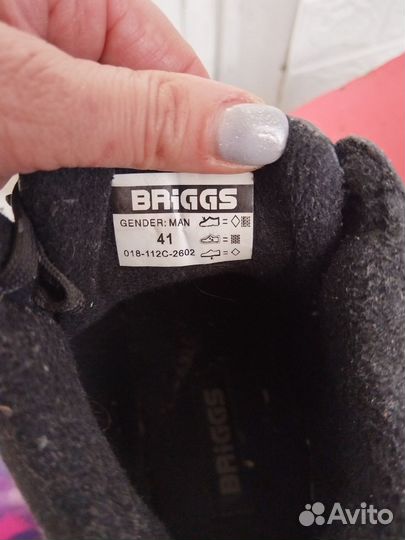 BRiGGS
GENDER: MAN
41
018-112C-2602
BRiGGS
Avito